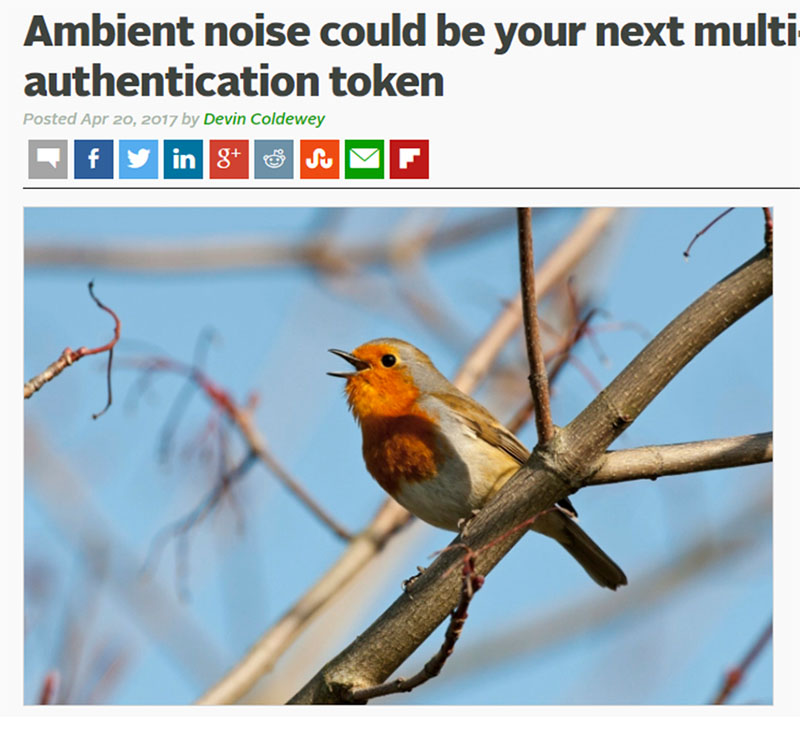 Ambient noise could be your next multi-
authentication token
Posted Apr 20, 2017 by Devin Coldewey
f in g+